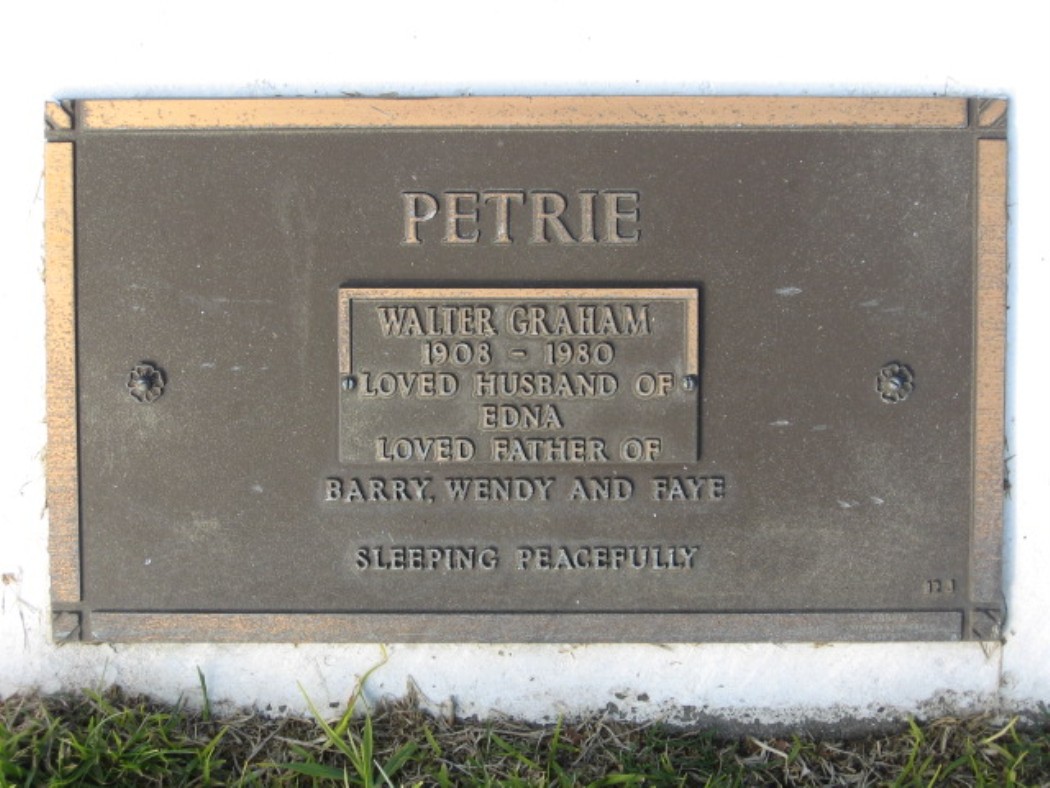 PETRIE
WALTER GRAHAM
1908 - 1980
LOVED HUSBAND OF
EDNA
LOVED FATHER OF
BARRY, WENDY AND FAYE
SLEEPING PEACEFULLY